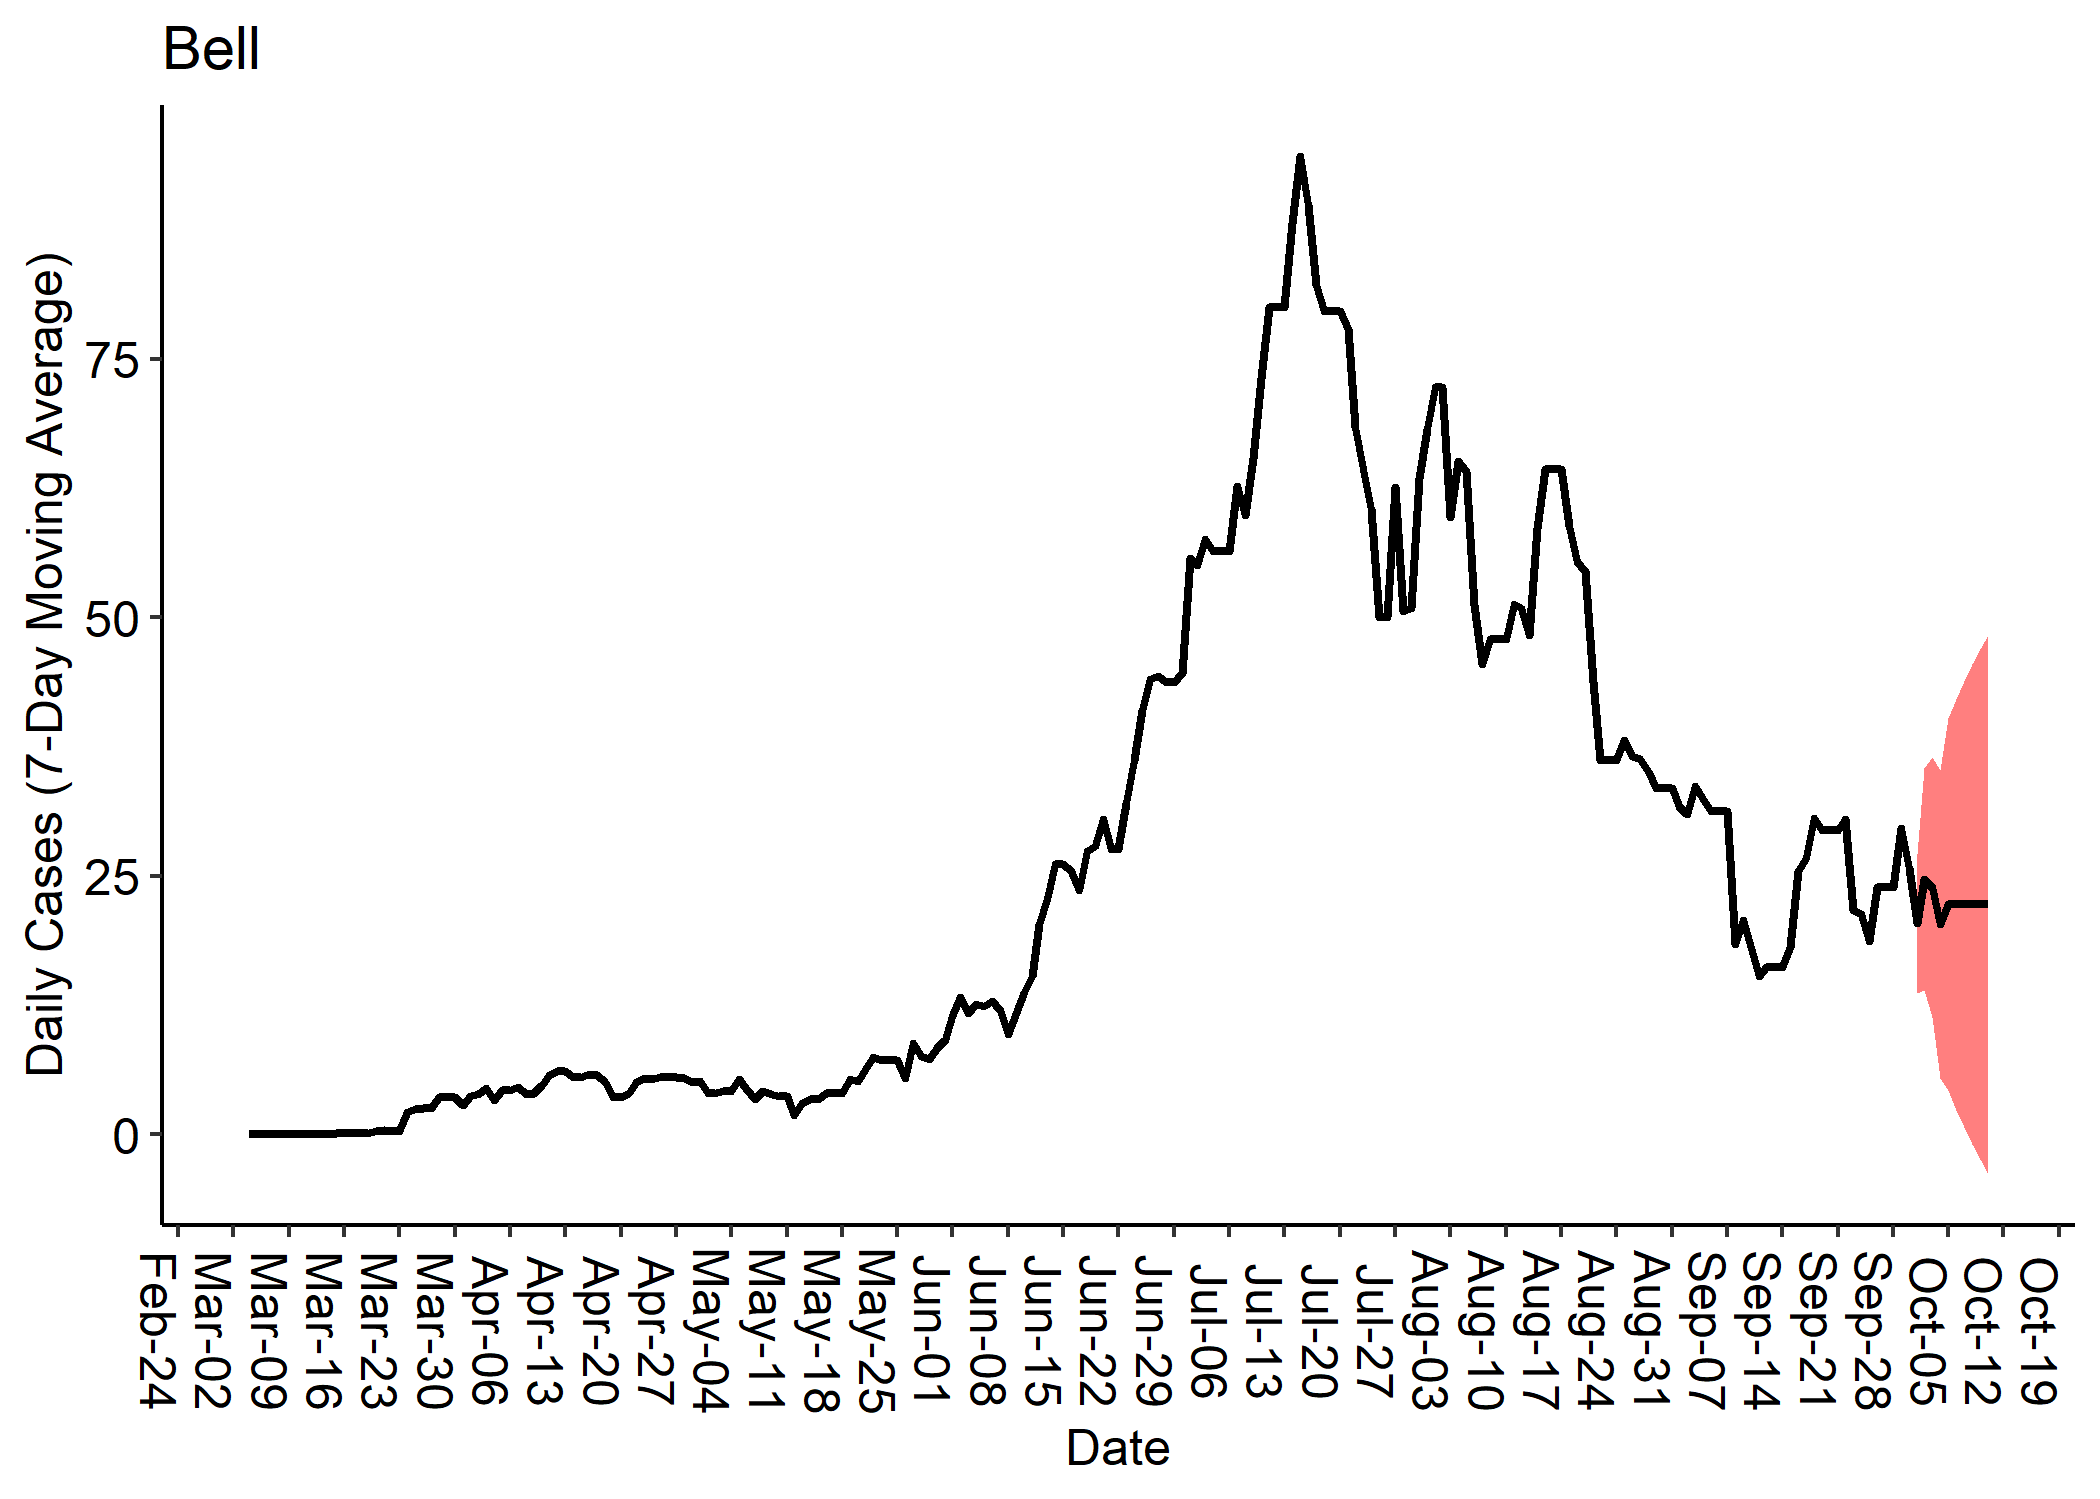 Bell
Daily Cases (7-Day Moving Average)
75
50
25
0
Feb-24
Mar-02
Mar-09
Mar-16
Mar-23
Mar-30
Apr-06
Apr-13
Apr-20
Apr-27
May-04
May-11
May-18
May-25
Jun-01
Jun-08
Jun-15
Jun-22
Jun-29
Jul-06
Jul-13
Jul-20
Jul-27
Aug-03
Aug-10
Aug-17
Aug-24
Aug-31
Sep-07
Sep-14
Sep-21
Sep-28
Oct-05
Oct-12
Oct-19
Date